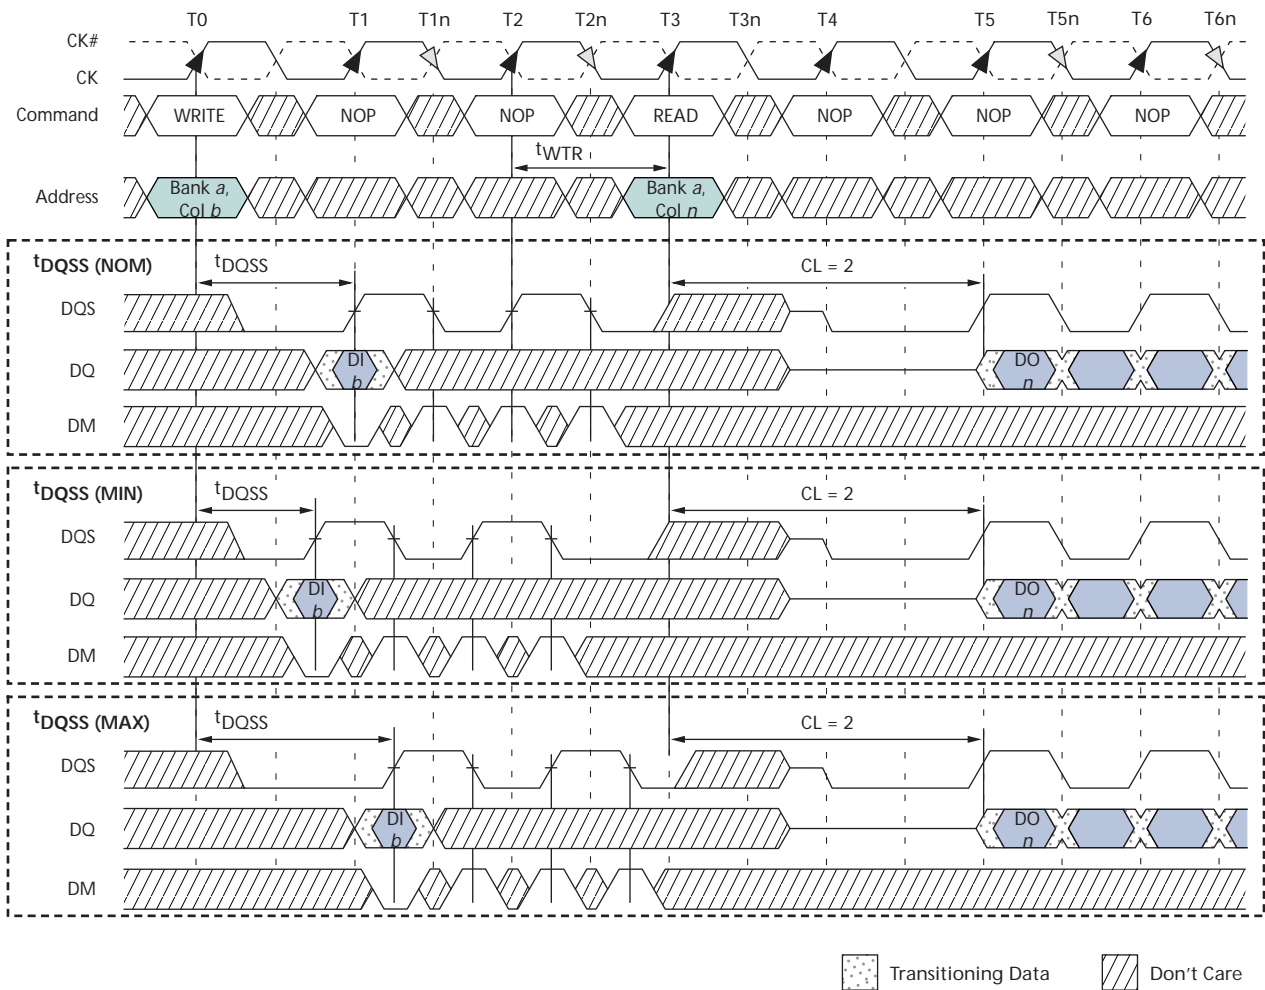 T0 T1 T1n T2 T2n T3 T3n T4 T5 T5n T6 T6n
CK#
CK
Command WRITE NOP NOP READ NOP NOP NOP
tWTR
Address Bank a, Col b Bank a, Col n
tDQSS (NOM) tDQSS CL = 2
DQS
DQ DI b DO n
DM
tDQSS (MIN) tDQSS CL = 2
DQS
DQ DI b DO n
DM
tDQSS (MAX) tDQSS CL = 2
DQS
DQ DI b DO n
DM
Transitioning Data Don't Care